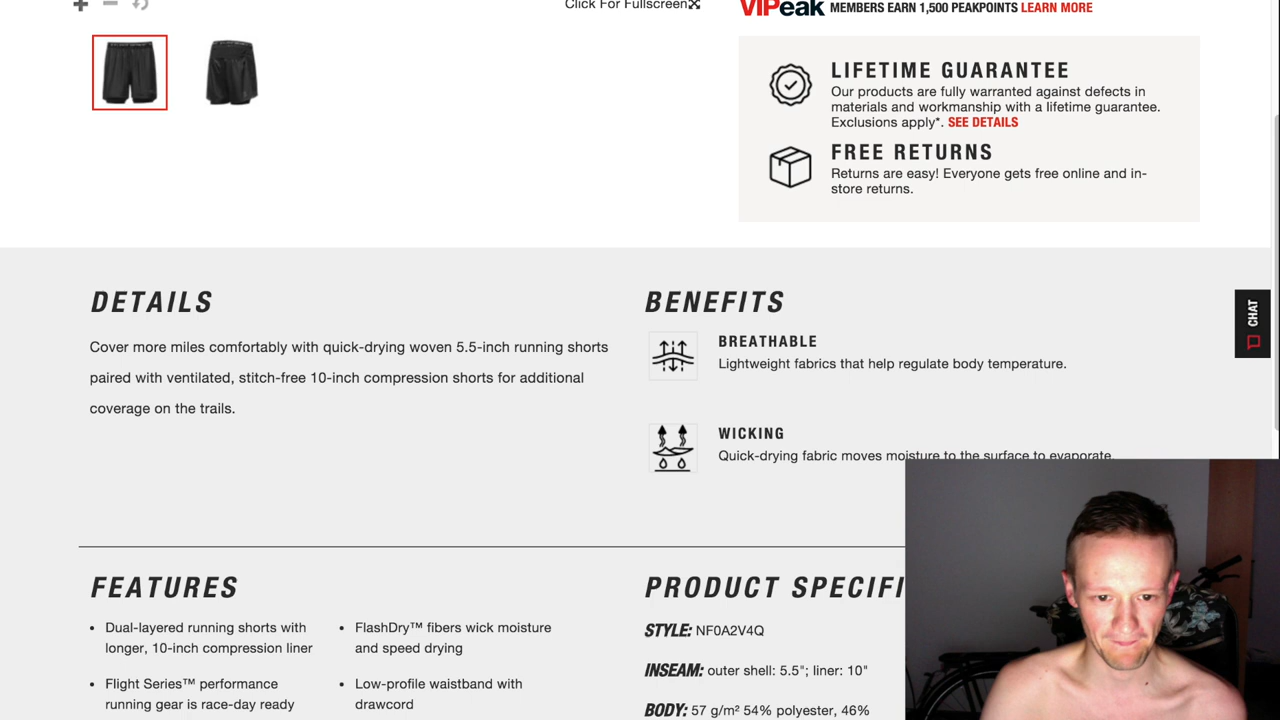 Click For Fullscreen
VIPeak MEMBERS EARN 1,500 PEAKPOINTS LEARN MORE
LIFETIME GUARANTEE
Our products are fully warranted against defects in
materials and workmanship with a lifetime guarantee.
Exclusions apply*. SEE DETAILS
FREE RETURNS
Returns are easy! Everyone gets free online and in-
store returns.
CHAT
DETAILS
Cover more miles comfortably with quick-drying woven 5.5-inch running shorts
paired with ventilated, stitch-free 10-inch compression shorts for additional
coverage on the trails.
BENEFITS
BREATHABLE
Lightweight fabrics that help regulate body temperature.
WICKING
Quick-drying fabric moves moisture to the surface to evaporate.
FEATURES
• Dual-layered running shorts with
longer, 10-inch compression liner
• Flight Series™ performance
running gear is race-day ready
• FlashDry™ fibers wick moisture
and speed drying
• Low-profile waistband with
drawcord
PRODUCT SPECIFI
STYLE: NF0A2V4Q
INSEAM: outer shell: 5.5"; liner: 10"
BODY: 57 g/m² 54% polyester, 46%